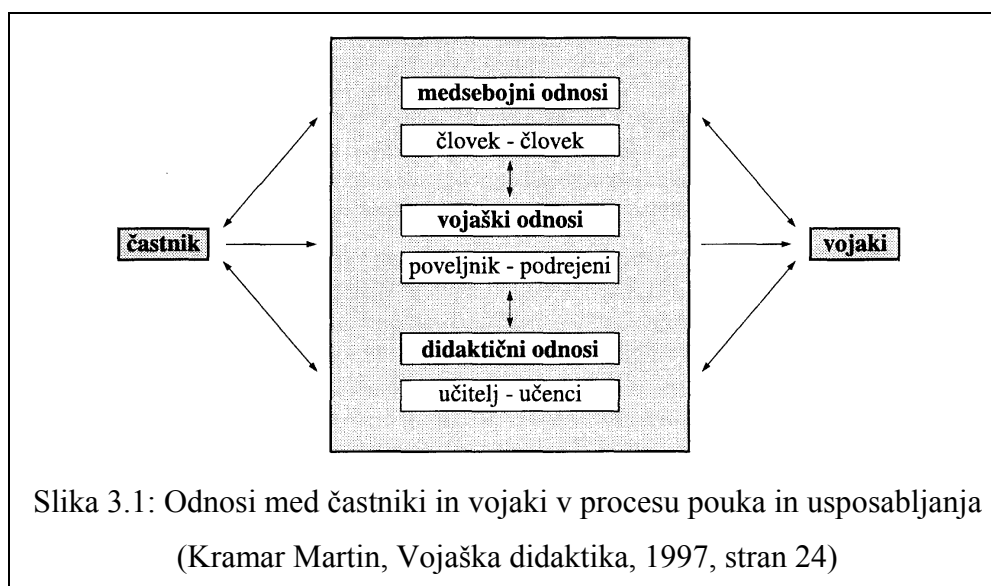 medsebojni odnosi
človek - človek
vojaški odnosi
častnik
vojaki
poveljnik - podrejeni
didaktični odnosi
učitelj - učenci
Slika 3.1: Odnosi med častniki in vojaki v procesu pouka in usposabljanja
(Kramar Martin, Vojaška didaktika, 1997, stran 24)